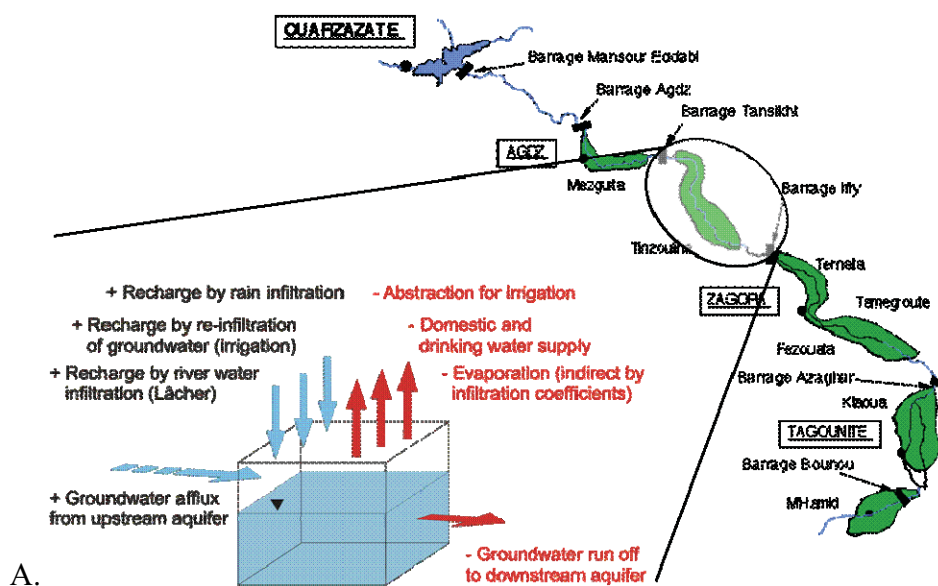 OUARZAZATE
Barrage Mansour Eddabi
Barrage Agdz
Barrage Tansikht
AGDZ
Mezguita
Barrage Ifly
Tinzouline
Ternata
+ Recharge by rain infiltration
- Abstraction for Irrigation
ZAGORA
Temegroute
+ Recharge by re-infiltration
of groundwater (irrigation)
- Domestic and
drinking water supply
Fezouata
+ Recharge by river water
infiltration (Lâcher)
- Evaporation (indirect by
infiltration coefficients)
Barrage Azaghar
Ktaoua
TAGOUNITE
Barrage Bounou
+ Groundwater afflux
from upstream aquifer
MHamid
- Groundwater run off
to downstream aquifer
A.